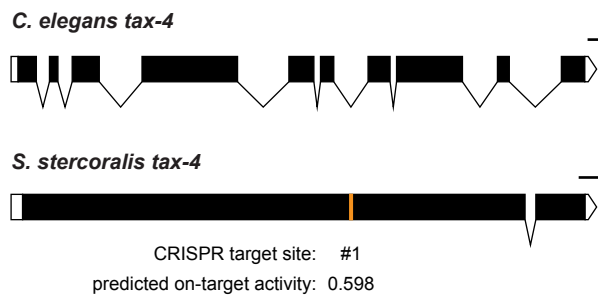 C. elegans tax-4
S. stercoralis tax-4
CRISPR target site: #1
predicted on-target activity: 0.598